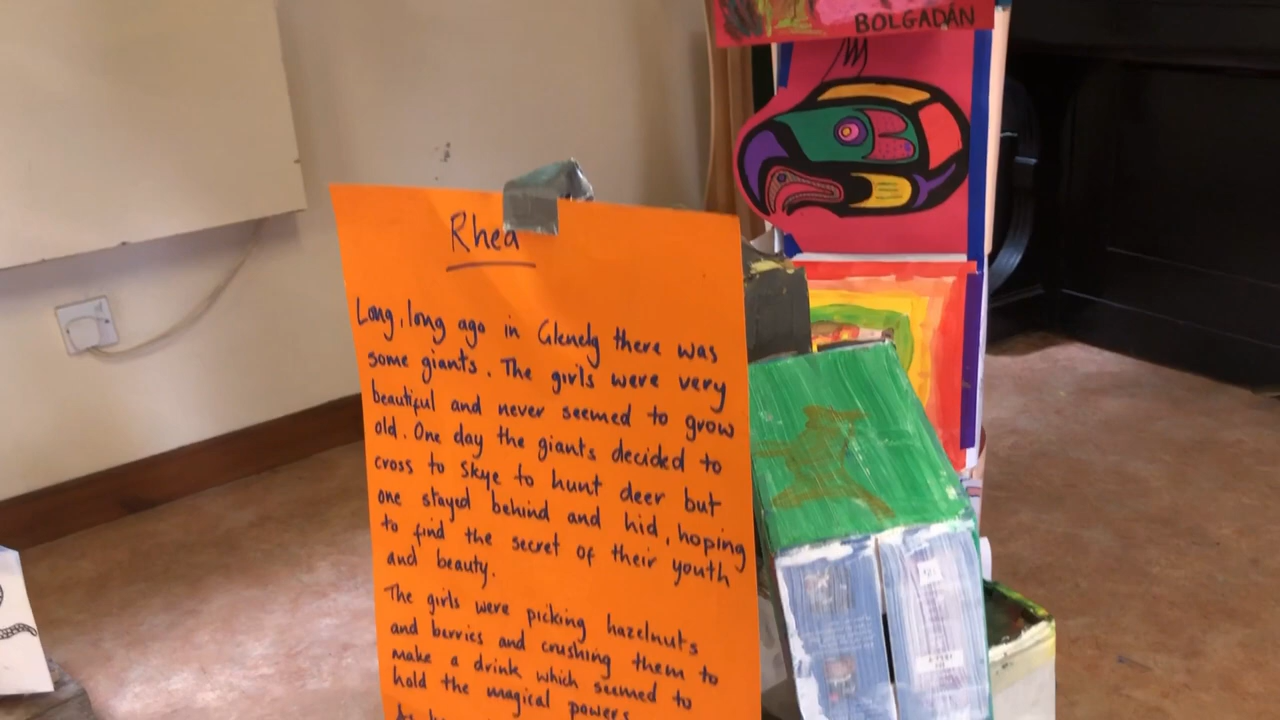 BOLGADÁN
Rhea
Long, long ago in Glenelg there was
some giants. The girls were very
beautiful and never seemed to grow
old. One day the giants decided to
cross to Skye to hunt deer but
one stayed behind and hid, hoping
to find the secret of their youth
and beauty.
The girls were picking hazelnuts
and berries and crushing them to
make a drink which seemed to
hold the magical powers.